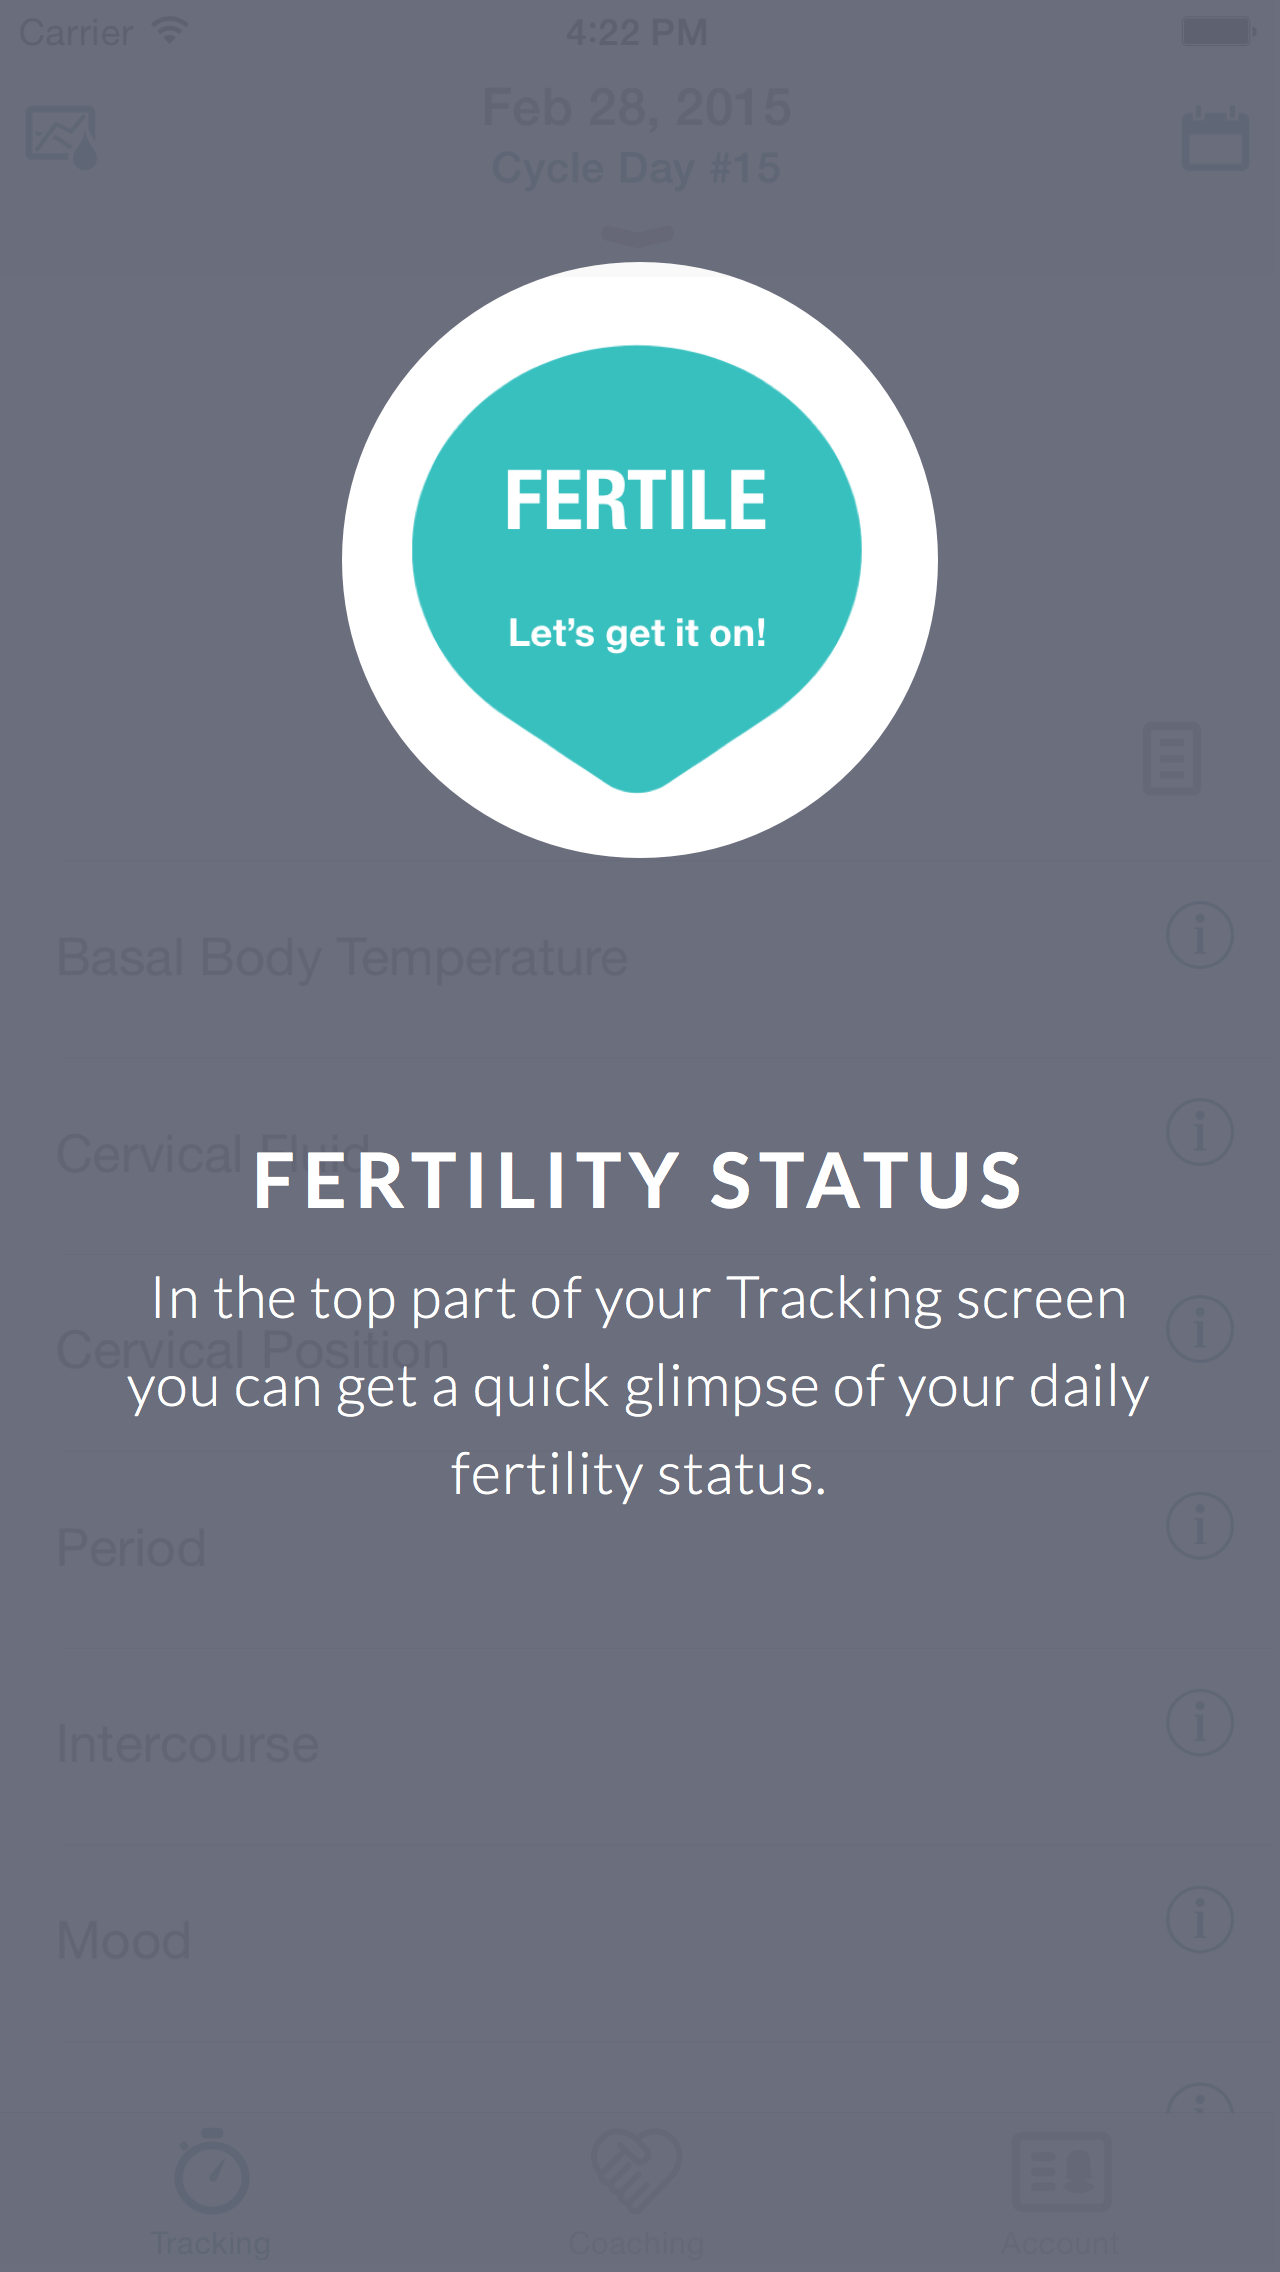 Carrier 4:22 PM
Feb 28, 2015
Cycle Day #15
FERTILE
Let's get it on!
Basal Body Temperature
Cervical Fluid
FERTILITY STATUS
In the top part of your Tracking screen
Cervical Position
you can get a quick glimpse of your daily
fertility status.
Period
Intercourse
Mood
Tracking Coaching Account